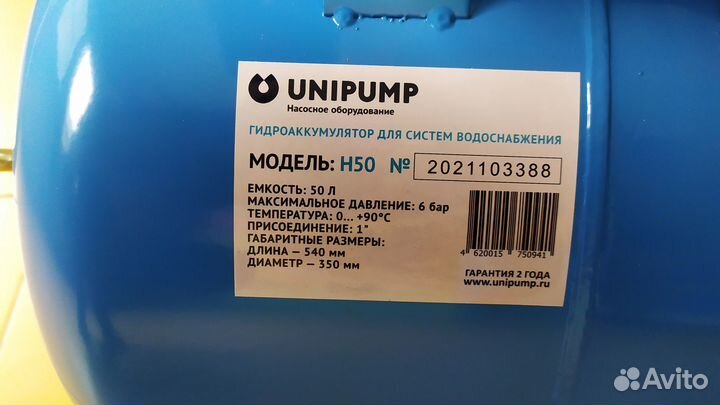 UNIPUMP
Насосное оборудование
ГИДРОАККУМУЛЯТОР ДЛЯ СИСТЕМ ВОДОСНАБЖЕНИЯ
МОДЕЛЬ: H50 № 2021103388
ЕМКОСТЬ: 50 Л
МАКСИМАЛЬНОЕ ДАВЛЕНИЕ: 6 бар
ТЕМПЕРАТУРА: 0... +90°C
ПРИСОЕДИНЕНИЕ: 1"
ГАБАРИТНЫЕ РАЗМЕРЫ:
ДЛИНА – 540 мм
ДИАМЕТР – 350 мм
4 620015 750941
ГАРАНТИЯ 2 ГОДА
www.unipump.ru
Avito